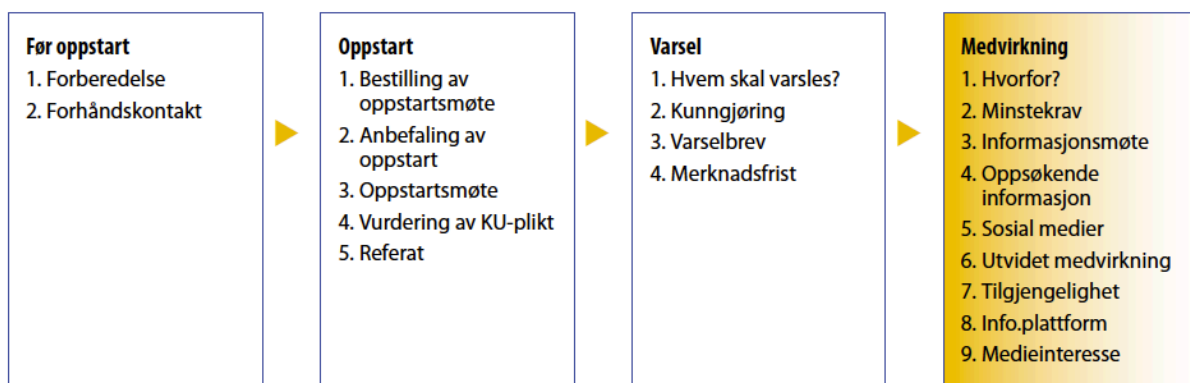 Før oppstart
1. Forberedelse
2. Forhåndskontakt
Oppstart
1. Bestilling av
oppstartsmøte
2. Anbefaling av
oppstart
3. Oppstartsmøte
4. Vurdering av KU-plikt
5. Referat
Varsel
1. Hvem skal varsles?
2. Kunngjøring
3. Varselbrev
4. Merknadsfrist
Medvirkning
1. Hvorfor?
2. Minstekrav
3. Informasjonsmøte
4. Oppsøkende
informasjon
5. Sosial medier
6. Utvidet medvirkning
7. Tilgjengelighet
8. Info.plattform
9. Medieinteresse